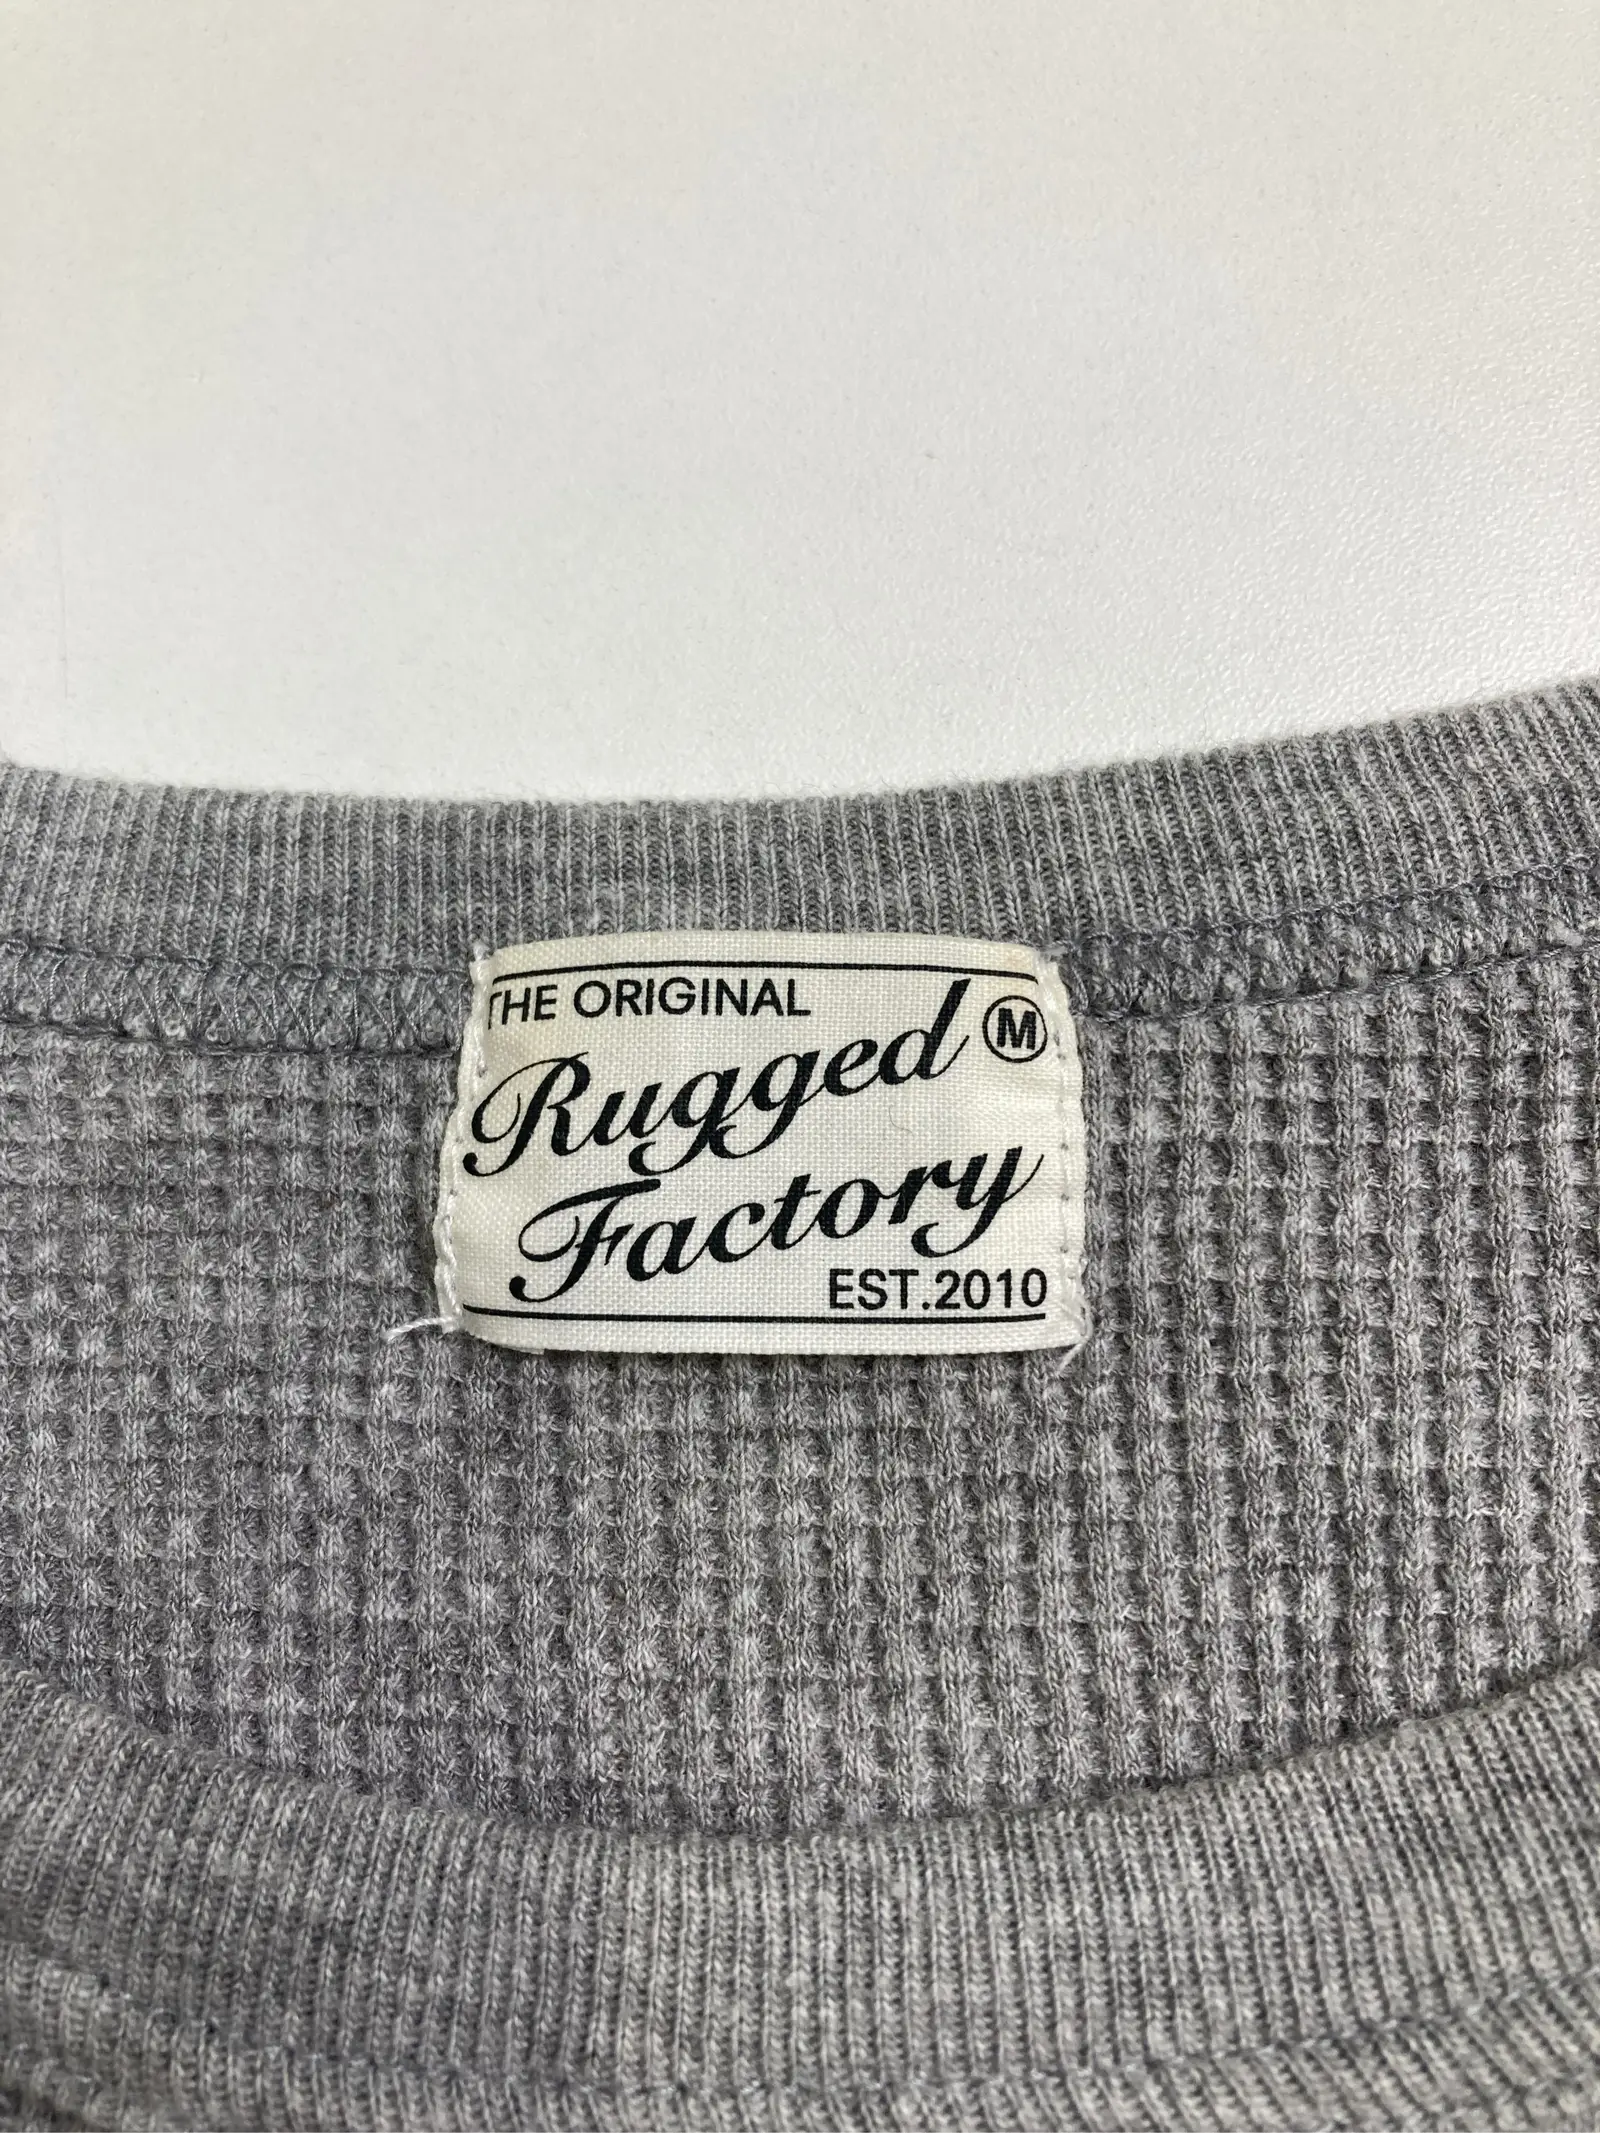 THE ORIGINAL
Rugged M
Factory
EST.2010